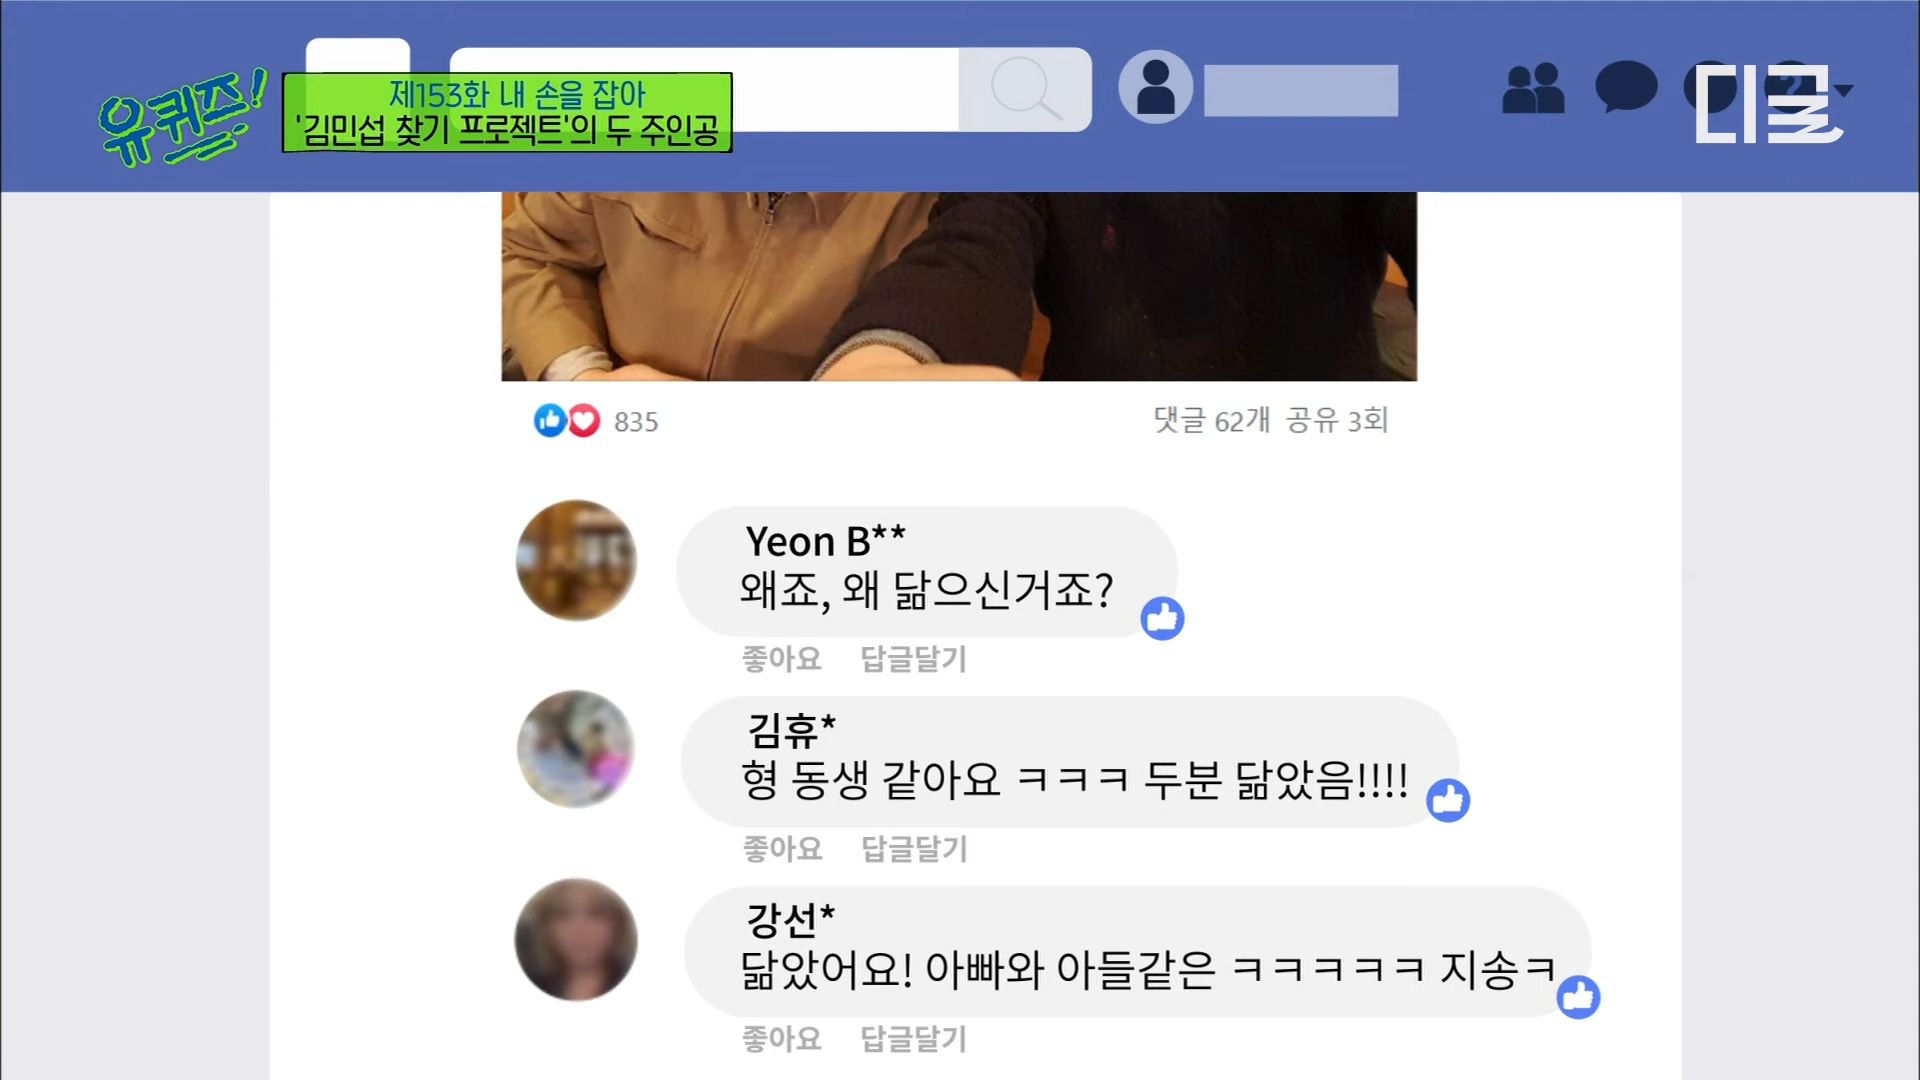 유퀴즈!
제153화 내 손을 잡아
'김민섭 찾기 프로젝트'의 두 주인공
디글
835
댓글 62개 공유 3회
Yeon B**
왜죠, 왜 닮으신거죠?
좋아요 답글달기
김휴*
형 동생 같아요 ㅋㅋㅋ 두분 닮았음!!!!
좋아요 답글달기
강선*
닮았어요! 아빠와 아들같은 ㅋㅋㅋㅋㅋ 지송ㅋ
좋아요 답글달기